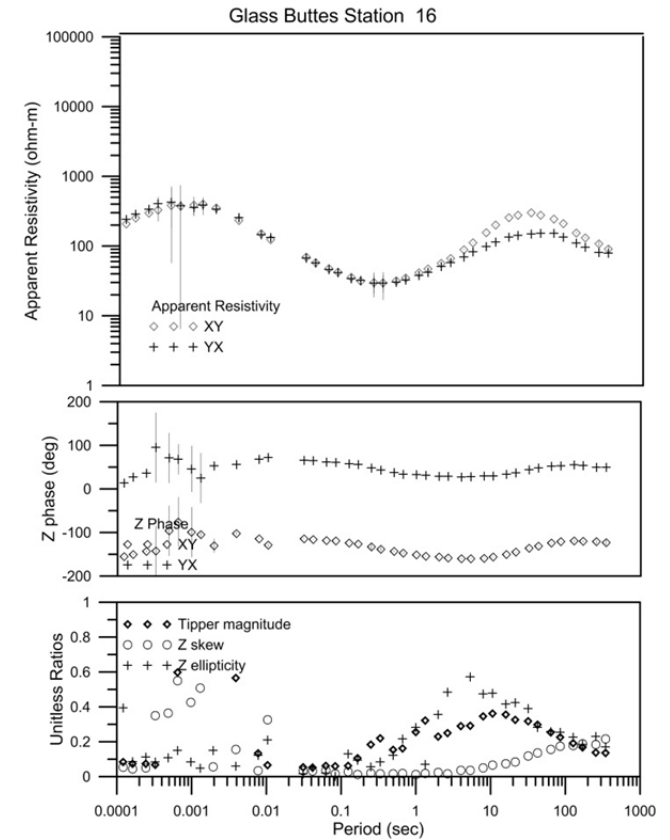 Glass Buttes Station 16
Apparent Resistivity (ohm-m)
100000
10000
1000
100
10
1
Apparent Resistivity
XY
YX
Z phase (deg)
200
100
0
-100
-200
Z Phase
XY
YX
Unitless Ratios
1
0.8
0.6
0.4
0.2
0
Tipper magnitude
Z skew
Z ellipticity
0.0001 0.001 0.01 0.1 1 10 100 1000
Period (sec)